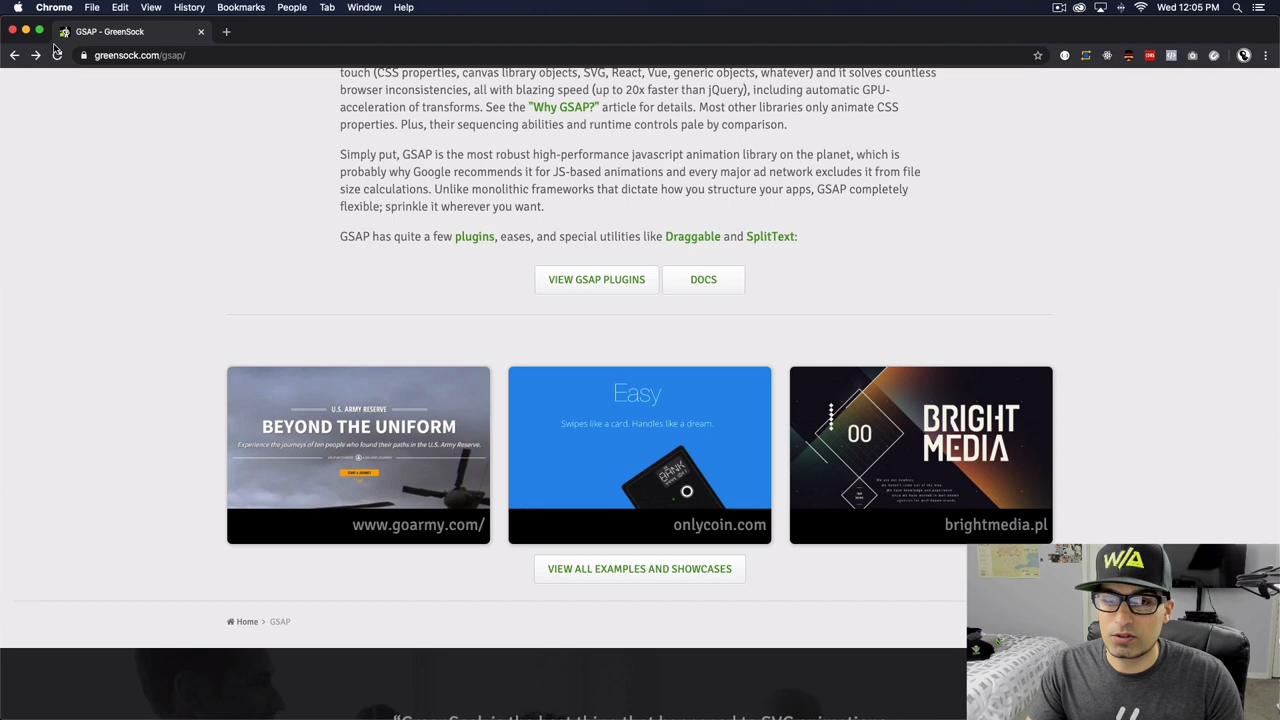 Chrome File Edit View History Bookmarks People Tab Window Help Wed 12:05 PM
GSAP - GreenSock
greensock.com/gsap/
touch (CSS properties, canvas library objects, SVG, React, Vue, generic objects, whatever) and it solves countless
browser inconsistencies, all with blazing speed (up to 20x faster than jQuery), including automatic GPU-
acceleration of transforms. See the "Why GSAP?" article for details. Most other libraries only animate CSS
properties. Plus, their sequencing abilities and runtime controls pale by comparison.
Simply put, GSAP is the most robust high-performance javascript animation library on the planet, which is
probably why Google recommends it for JS-based animations and every major ad network excludes it from file
size calculations. Unlike monolithic frameworks that dictate how you structure your apps, GSAP completely
flexible; sprinkle it wherever you want.
GSAP has quite a few plugins, eases, and special utilities like Draggable and SplitText:
VIEW GSAP PLUGINS DOCS
U.S. ARMY RESERVE
BEYOND THE UNIFORM
Experience the journeys of ten people who found their paths in the U.S. Army Reserve.
START A JOURNEY
www.goarmy.com/
Easy
Swipes like a card. Handles like a dream.
BANK
onlycoin.com
00
BRIGHT
MEDIA
brightmedia.pl
VIEW ALL EXAMPLES AND SHOWCASES
Home > GSAP
W/A